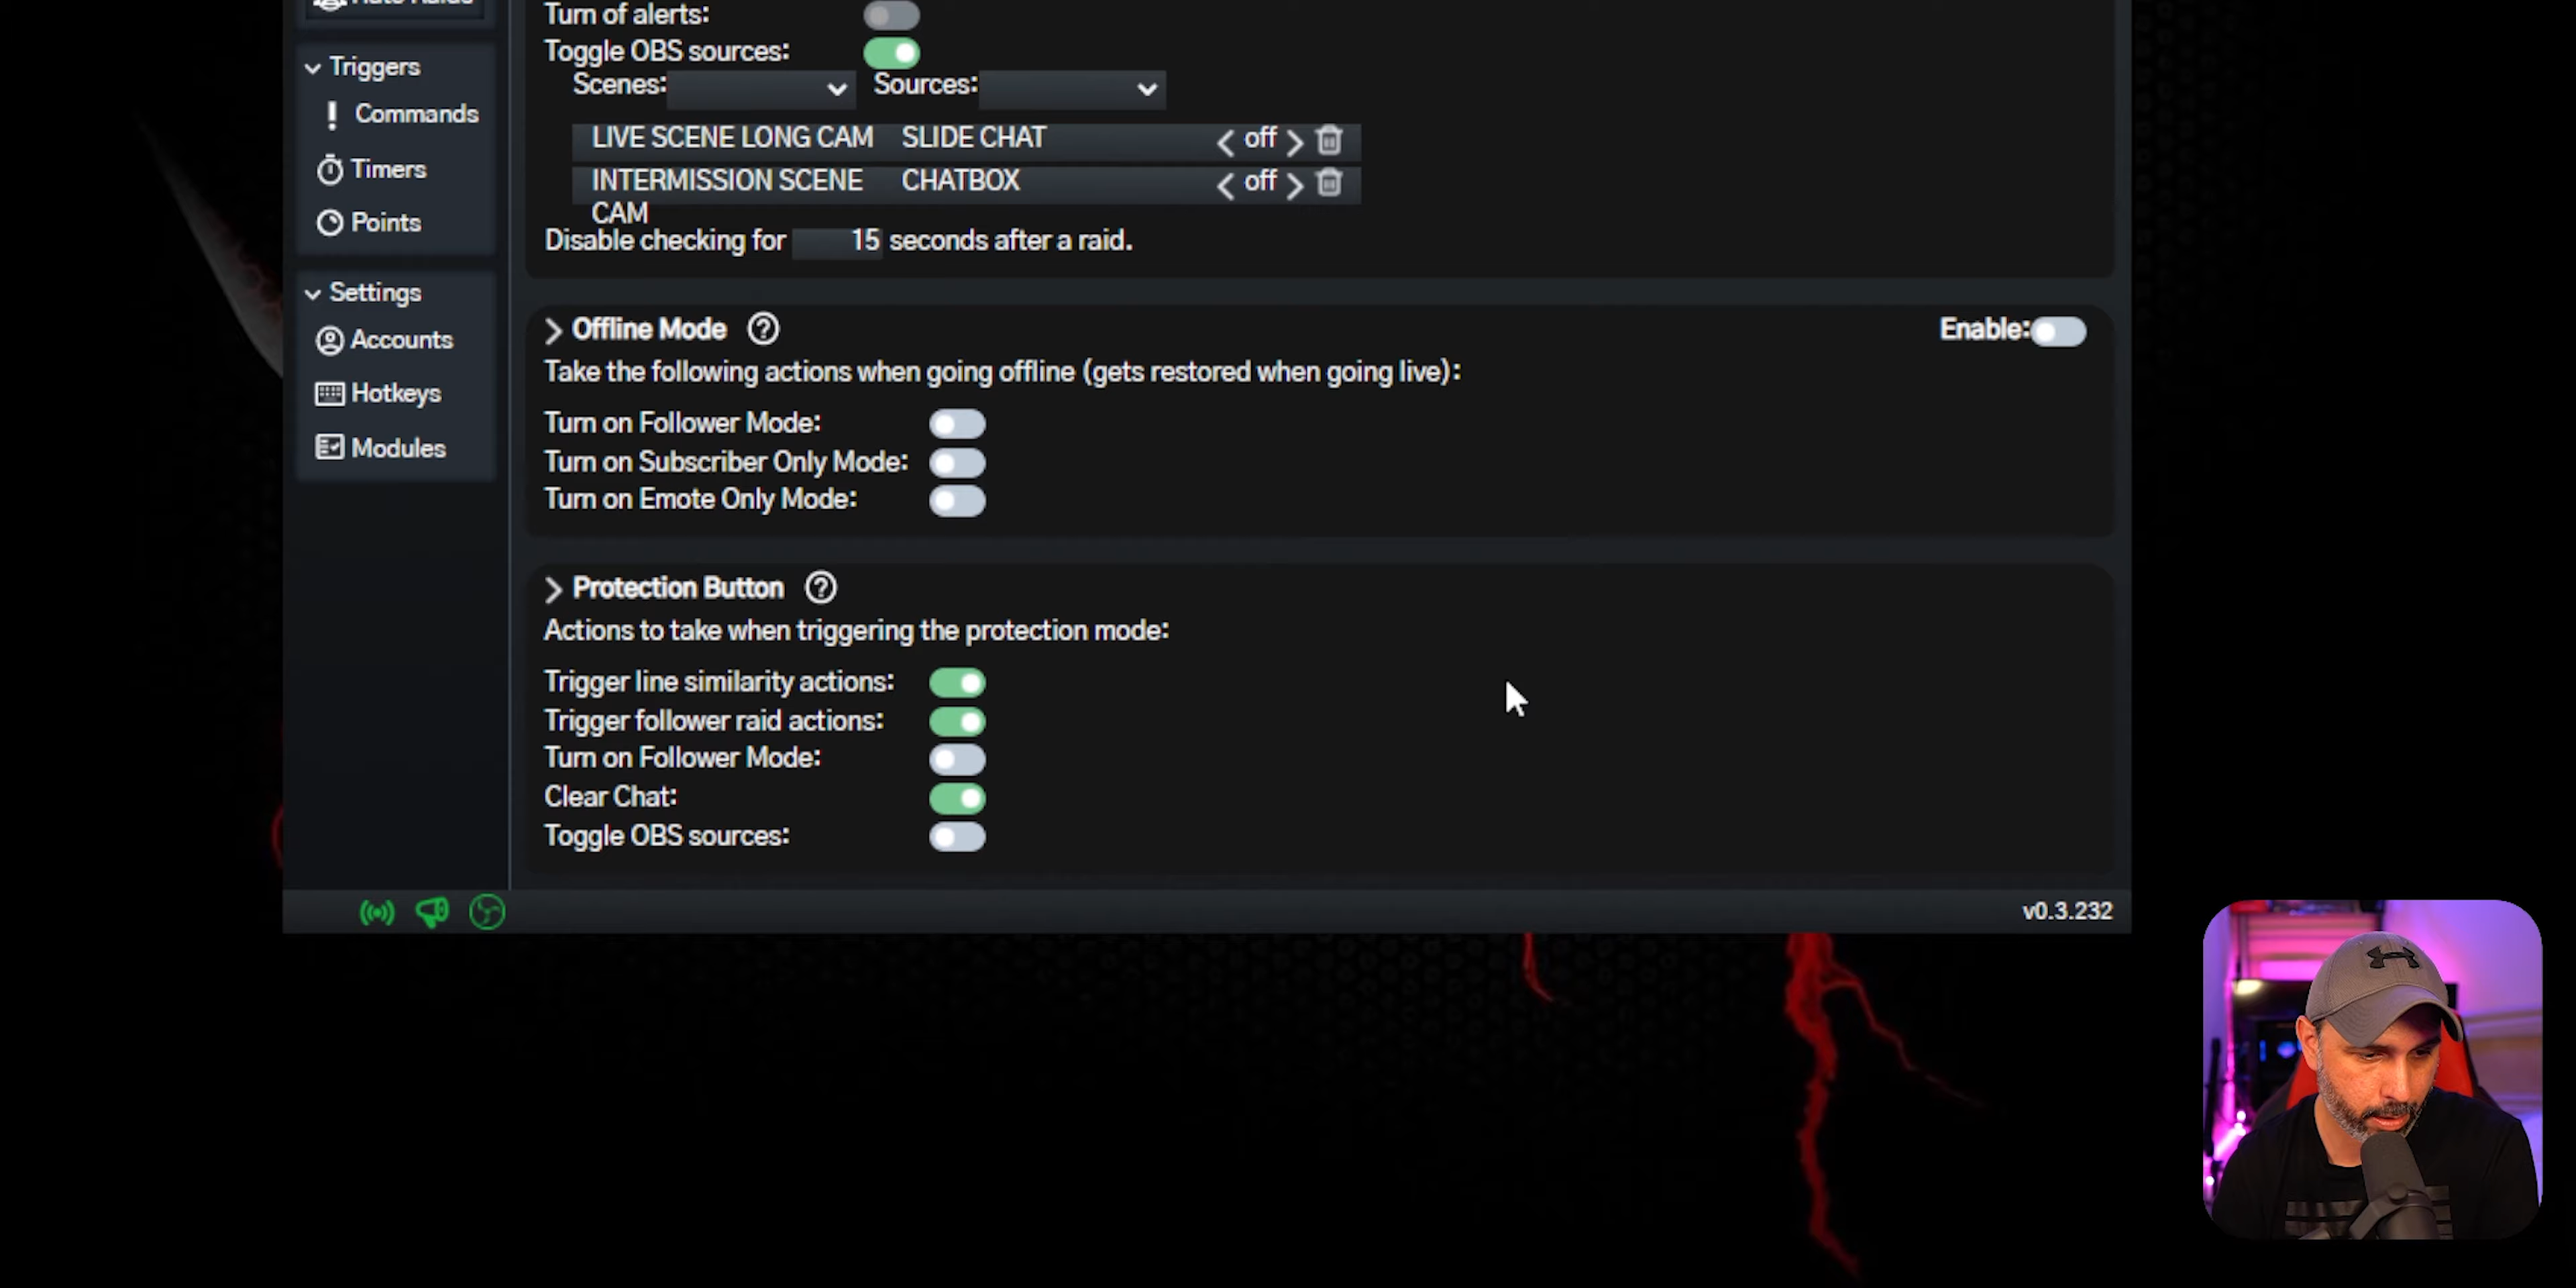 Turn of alerts:
Toggle OBS sources:
Scenes: Sources:
LIVE SCENE LONG CAM SLIDE CHAT off
INTERMISSION SCENE CHATBOX off
CAM
Disable checking for 15 seconds after a raid.
Triggers
Commands
Timers
Points
Settings
Accounts
Hotkeys
Modules
Offline Mode ? Enable:
Take the following actions when going offline (gets restored when going live):
Turn on Follower Mode:
Turn on Subscriber Only Mode:
Turn on Emote Only Mode:
Protection Button ?
Actions to take when triggering the protection mode:
Trigger line similarity actions:
Trigger follower raid actions:
Turn on Follower Mode:
Clear Chat:
Toggle OBS sources:
v0.3.232